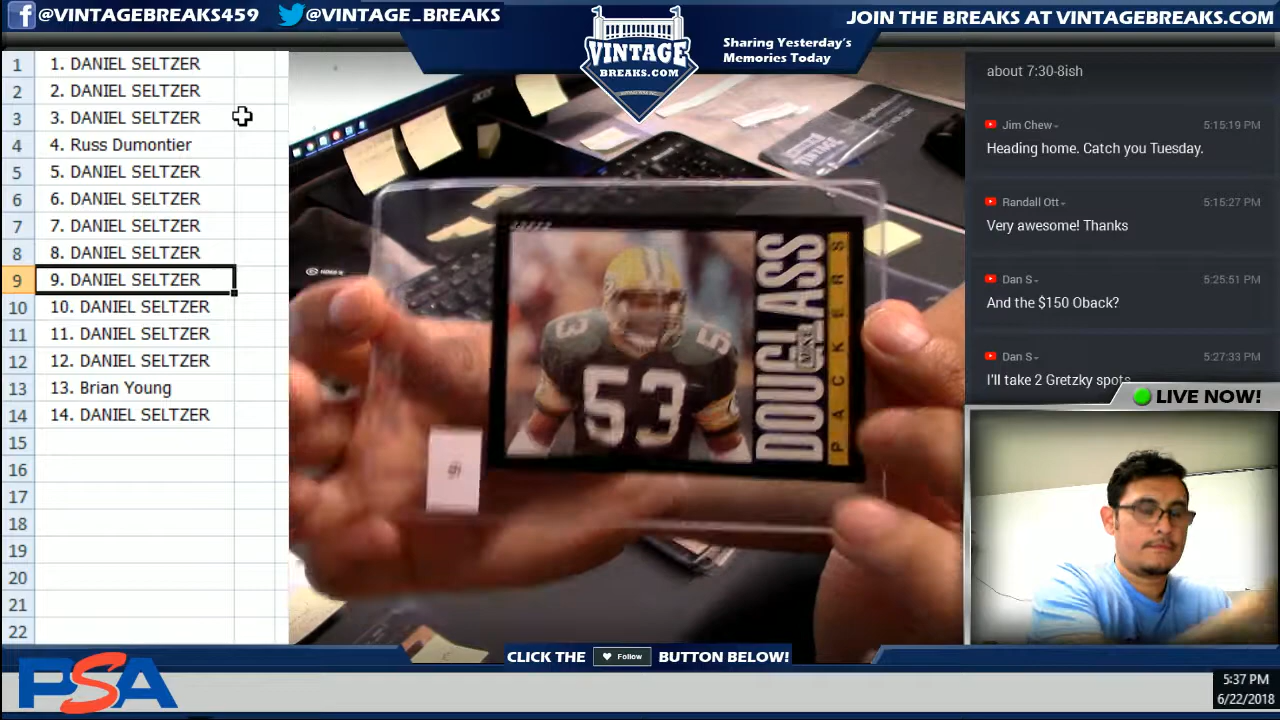 @VINTAGEBREAKS459
@VINTAGE_BREAKS
VINTAGE
BREAKS.COM
Sharing Yesterday's
Memories Today
JOIN THE BREAKS AT VINTAGEBREAKS.COM
1 1. DANIEL SELTZER
2 2. DANIEL SELTZER
3 3. DANIEL SELTZER
4 4. Russ Dumontier
5 5. DANIEL SELTZER
6 6. DANIEL SELTZER
7 7. DANIEL SELTZER
8 8. DANIEL SELTZER
9 9. DANIEL SELTZER
10 10. DANIEL SELTZER
11 11. DANIEL SELTZER
12 12. DANIEL SELTZER
13 13. Brian Young
14 14. DANIEL SELTZER
15
16
17
18
19
20
21
22
acer
53
53
53
MIKE
DOUGLASS
PACKERS
about 7:30-8ish
Jim Chew 5:15:19 PM
Heading home. Catch you Tuesday.
Randall Ott 5:15:27 PM
Very awesome! Thanks
Dan S 5:25:51 PM
And the $150 Oback?
Dan S 5:27:33 PM
I'll take 2 Gretzky spots
LIVE NOW!
CLICK THE Follow BUTTON BELOW!
PSA
5:37 PM
6/22/2018